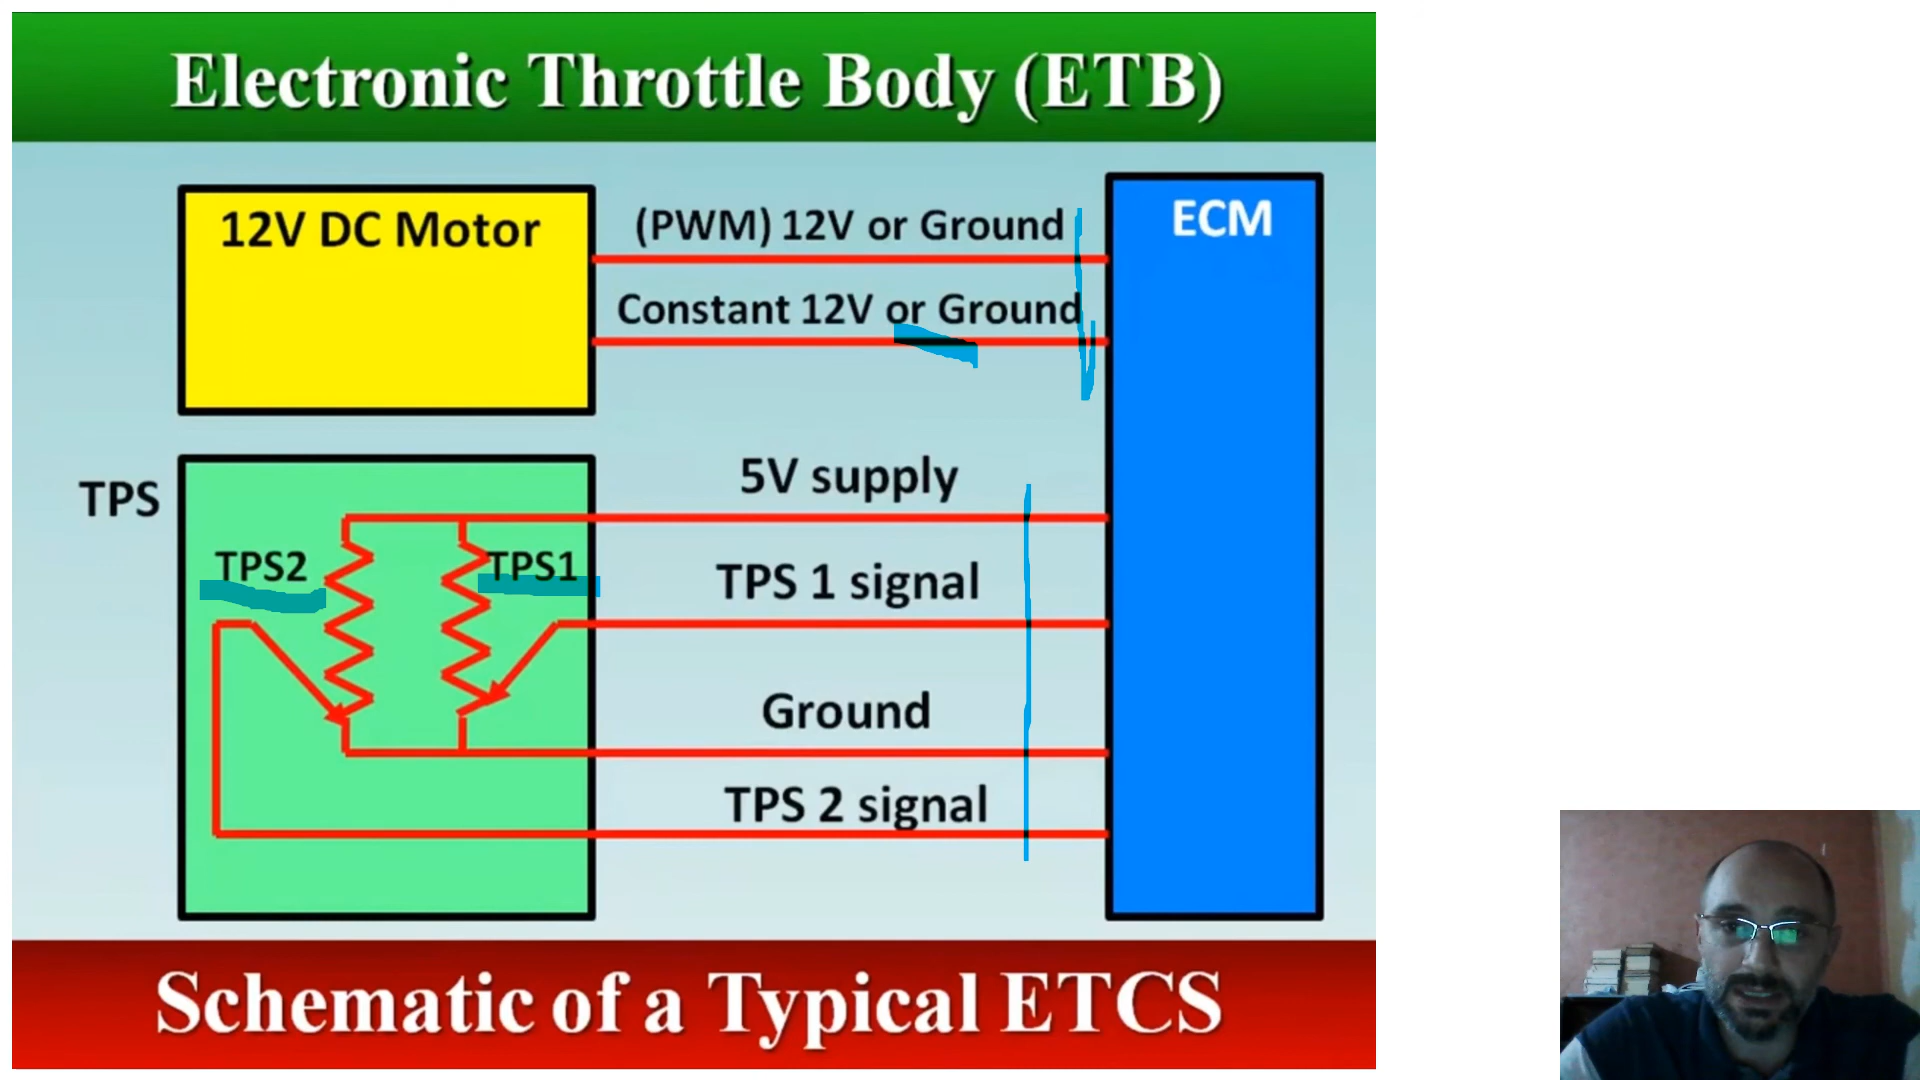 Electronic Throttle Body (ETB)
12V DC Motor
(PWM) 12V or Ground
ECM
Constant 12V or Ground
TPS
5V supply
TPS2
TPS1
TPS 1 signal
Ground
TPS 2 signal
Schematic of a Typical ETCS